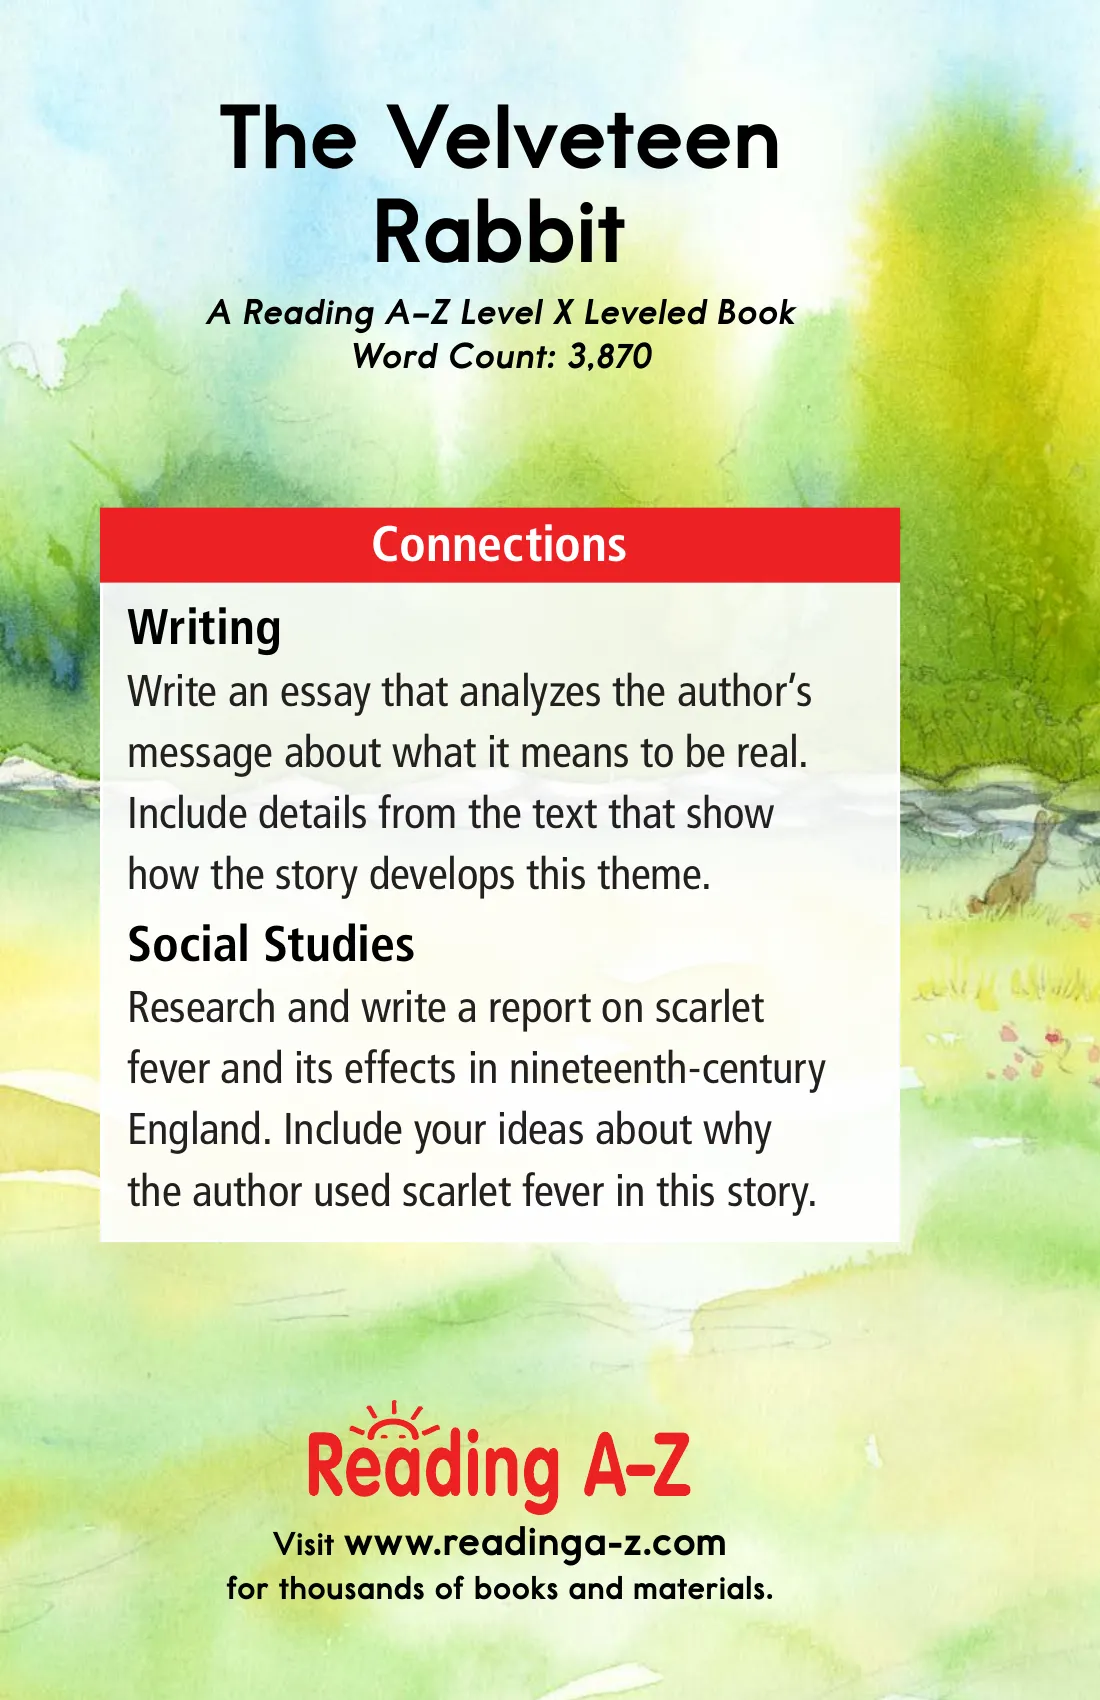 The Velveteen
Rabbit
A Reading A–Z Level X Leveled Book
Word Count: 3,870
Connections
Writing
Write an essay that analyzes the author’s
message about what it means to be real.
Include details from the text that show
how the story develops this theme.
Social Studies
Research and write a report on scarlet
fever and its effects in nineteenth-century
England. Include your ideas about why
the author used scarlet fever in this story.
Reading A–Z
Visit www.readinga-z.com
for thousands of books and materials.